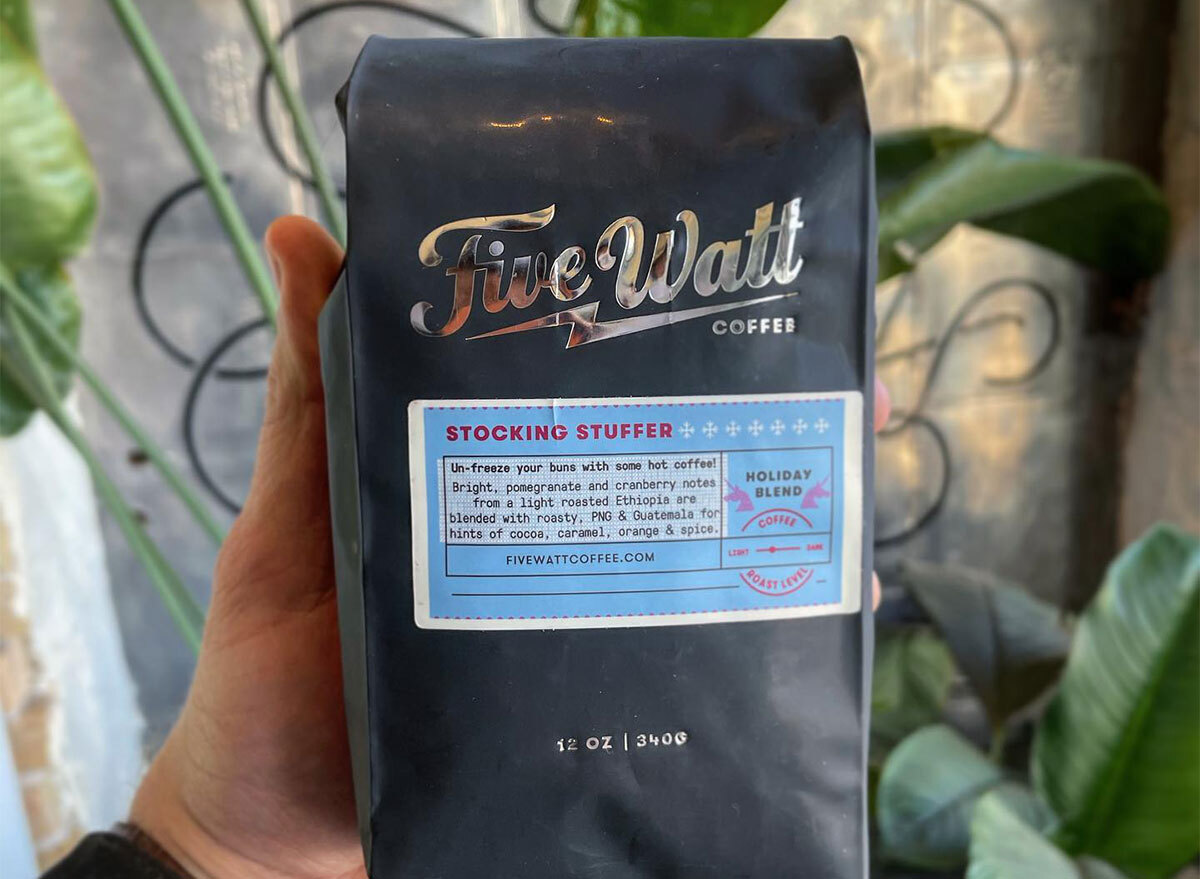 Five Watt
COFFEE
STOCKING STUFFER
Un-freeze your buns with some hot coffee!
Bright, pomegranate and cranberry notes
from a light roasted Ethiopia are
blended with roasty, PNG & Guatemala for
hints of cocoa, caramel, orange & spice.
FIVEWATTCOFFEE.COM
HOLIDAY
BLEND
COFFEE
LIGHT DARK
ROAST LEVEL
12 OZ | 340G